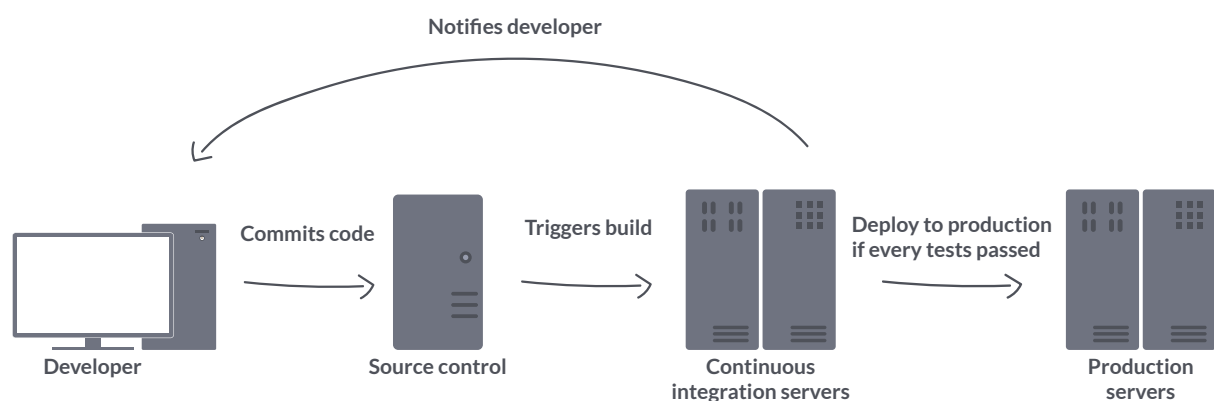 Notifies developer
Commits code
Triggers build
Deploy to production
if every tests passed
Developer
Source control
Continuous
integration servers
Production
servers